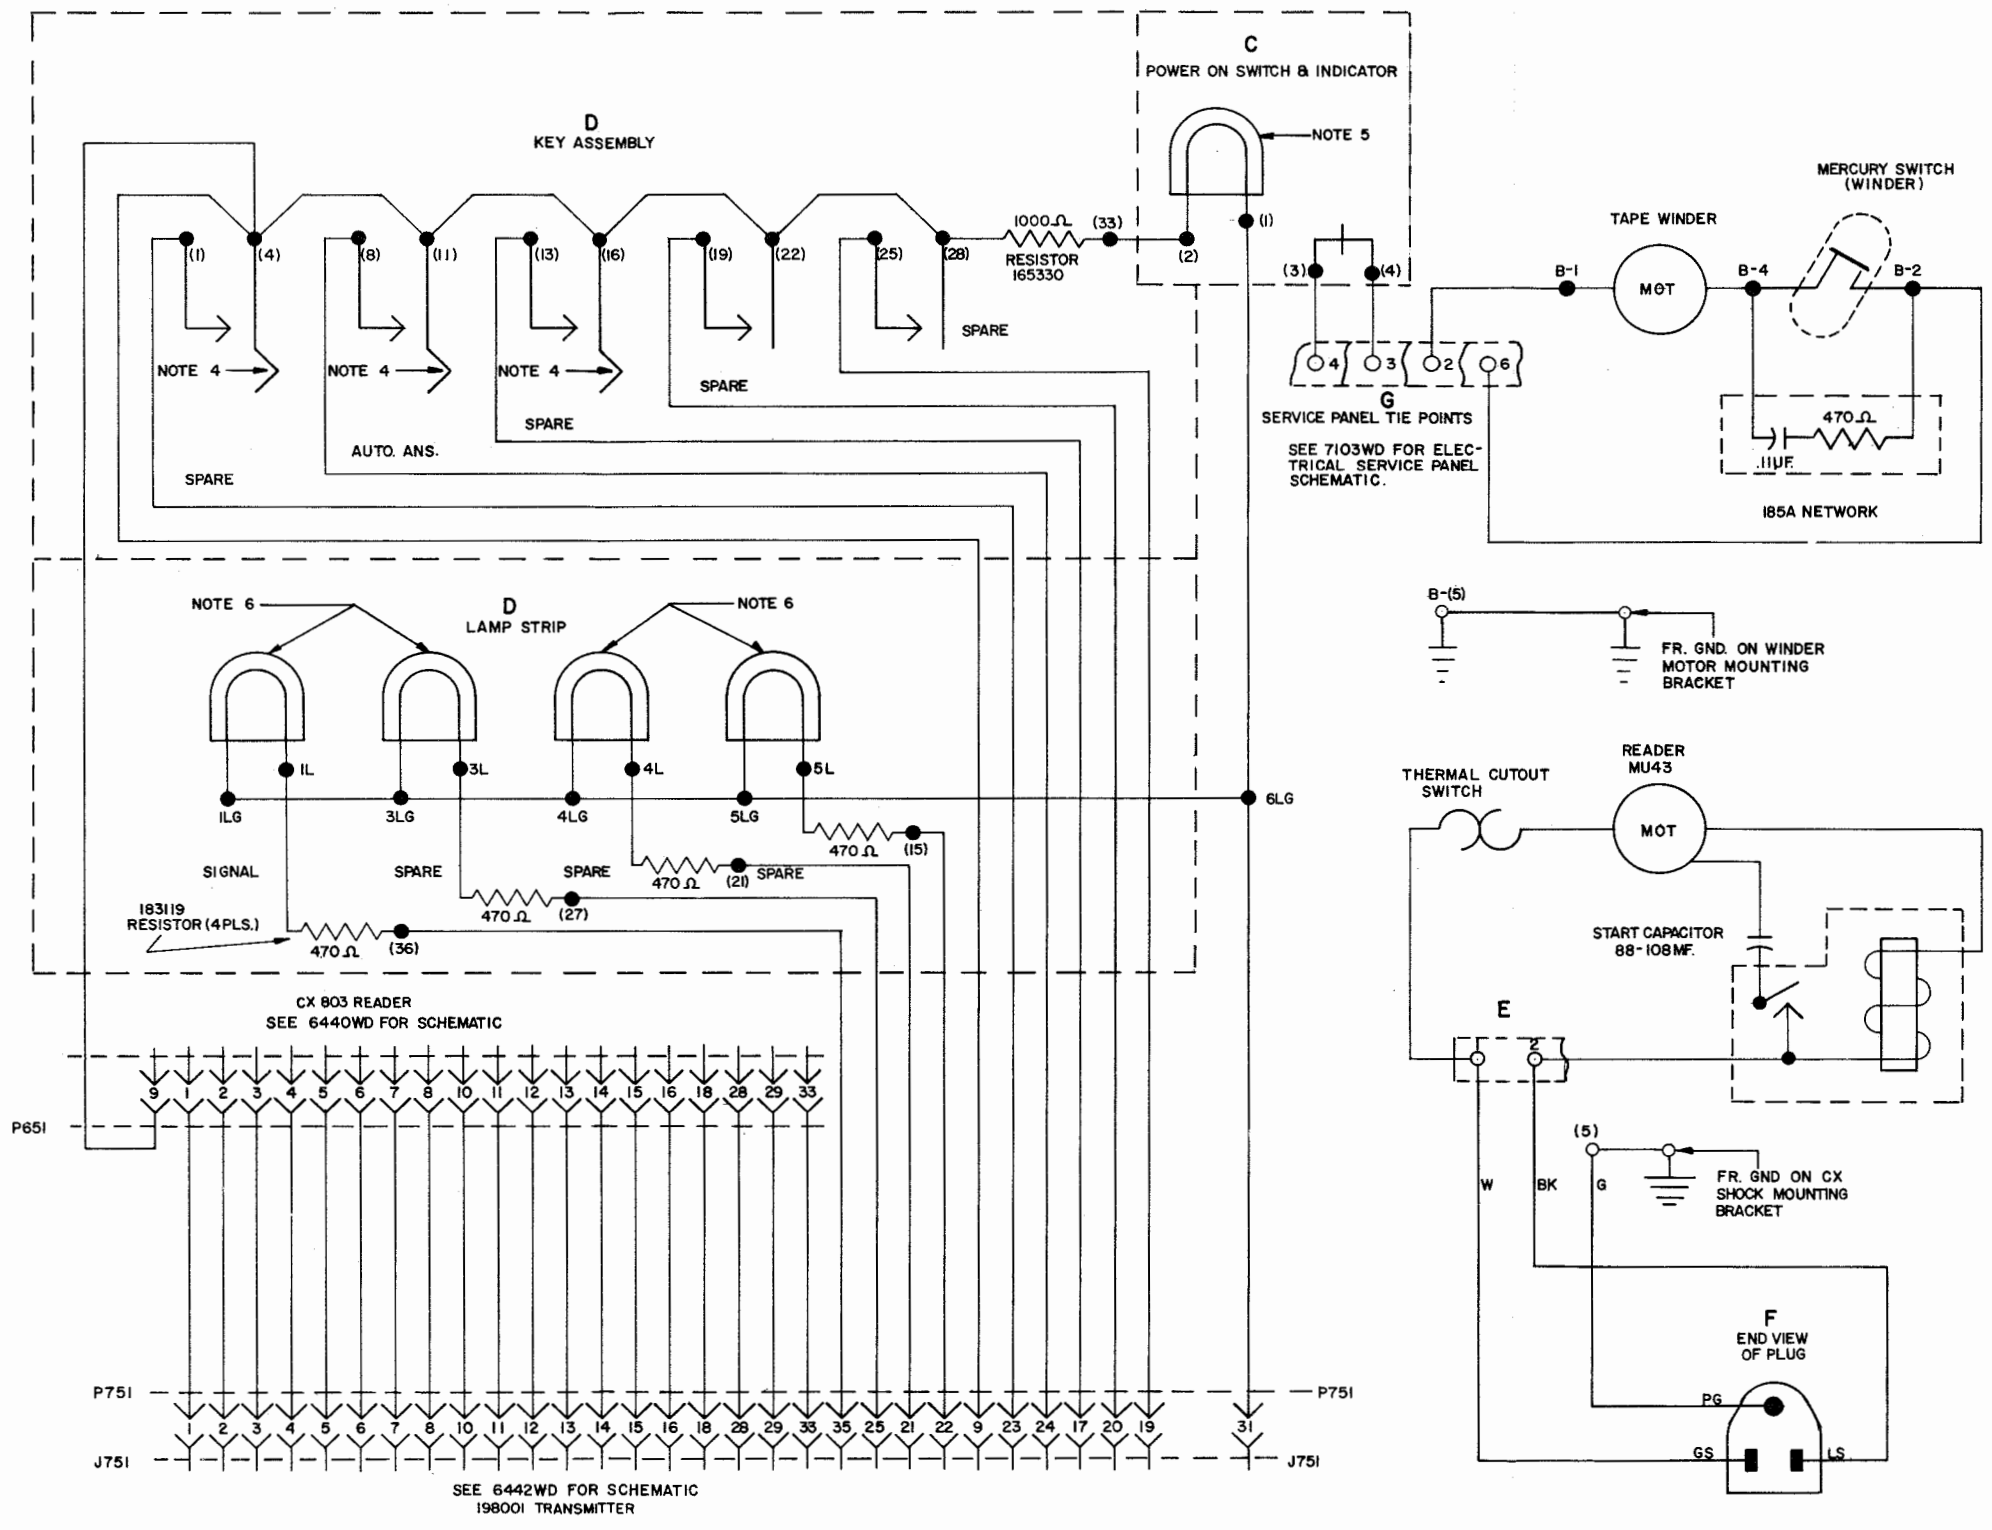 C
POWER ON SWITCH & INDICATOR
NOTE 5
D
KEY ASSEMBLY
MERCURY SWITCH
(WINDER)
TAPE WINDER
1000Ω
(33)
(1)
(1)
(4)
(8)
(11)
(13)
(16)
(19)
(22)
(25)
(28)
RESISTOR
165330
(2)
(3)
(4)
B-1
MOT
B-4
B-2
SPARE
NOTE 4
NOTE 4
NOTE 4
SPARE
SPARE
AUTO. ANS.
SPARE
4
3
2
6
G
SERVICE PANEL TIE POINTS
SEE 7103WD FOR ELEC-
TRICAL SERVICE PANEL
SCHEMATIC.
470Ω
.11µF.
185A NETWORK
NOTE 6
D
LAMP STRIP
NOTE 6
B-(5)
FR. GND. ON WINDER
MOTOR MOUNTING
BRACKET
1L
3L
4L
5L
1LG
3LG
4LG
5LG
6LG
470Ω
(15)
SIGNAL
SPARE
SPARE
470Ω
(21)
SPARE
470Ω
(27)
183119
RESISTOR (4PLS.)
470Ω
(36)
READER
MU43
THERMAL CUTOUT
SWITCH
MOT
START CAPACITOR
88-108MF.
E
2
CX 803 READER
SEE 6440WD FOR SCHEMATIC
9 1 2 3 4 5 6 7 8 10 11 12 13 14 15 16 18 28 29 33
P651
(5)
W
BK
G
FR. GND ON CX
SHOCK MOUNTING
BRACKET
F
END VIEW
OF PLUG
PG
GS
LS
P751
P751
1 2 3 4 5 6 7 8 10 11 12 13 14 15 16 18 28 29 33 35 25 21 22 9 23 24 17 20 19 31
J751
J751
SEE 6442WD FOR SCHEMATIC
198001 TRANSMITTER